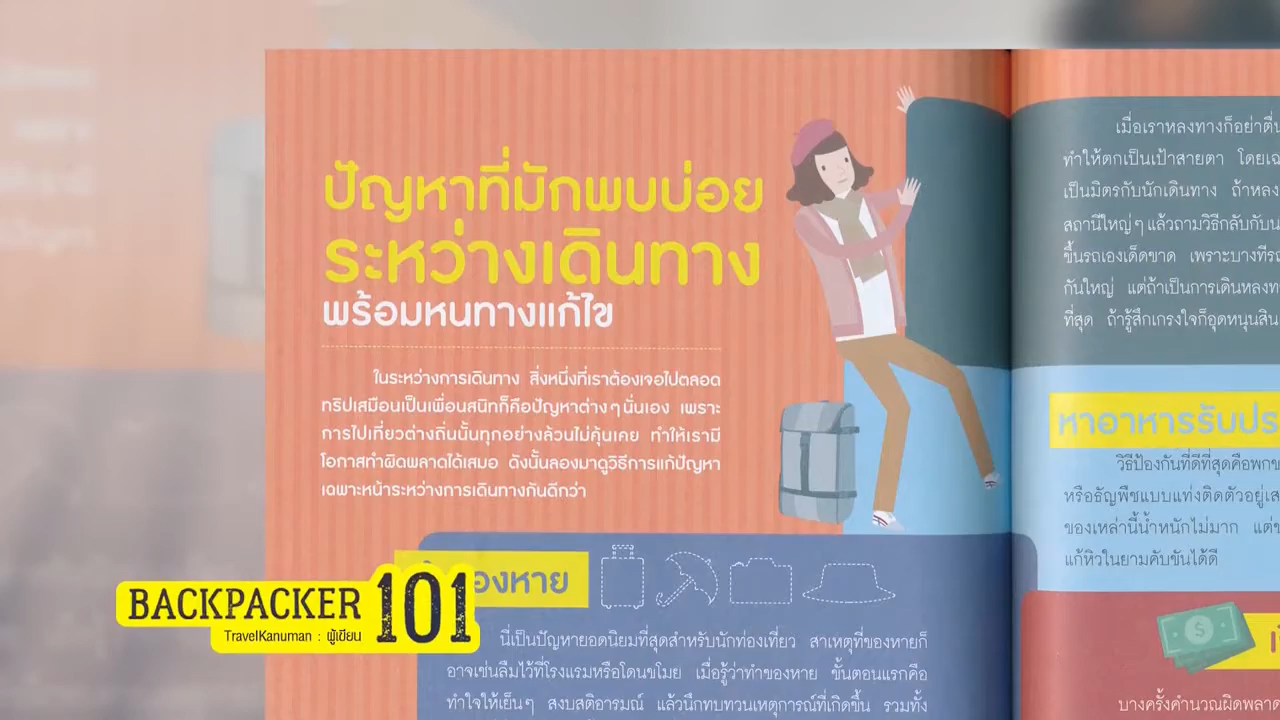 ปัญหาที่มักพบบ่อย
ระหว่างเดินทาง
พร้อมหนทางแก้ไข
ในระหว่างการเดินทาง สิ่งหนึ่งที่เราต้องเจอไปตลอด
ทริปเสมือนเป็นเพื่อนสนิทก็คือปัญหาต่างๆนั่นเอง เพราะ
การไปเที่ยวต่างถิ่นนั้นทุกอย่างล้วนไม่คุ้นเคย ทำให้เรามี
โอกาสทำผิดพลาดได้เสมอ ดังนั้นลองมาดูวิธีการแก้ปัญหา
เฉพาะหน้าระหว่างการเดินทางกันดีกว่า
องหาย
นี่เป็นปัญหายอดนิยมที่สุดสำหรับนักท่องเที่ยว สาเหตุที่ของหายก็
อาจเช่นลืมไว้ที่โรงแรมหรือโดนขโมย เมื่อรู้ว่าทำของหาย ขั้นตอนแรกคือ
ทำใจให้เย็นๆ สงบสติอารมณ์ แล้วนึกทบทวนเหตุการณ์ที่เกิดขึ้น รวมทั้ง
เมื่อเราหลงทางก็อย่าตื่น
ทำให้ตกเป็นเป้าสายตา โดยเฉ
เป็นมิตรกับนักเดินทาง ถ้าหลง
สถานีใหญ่ๆ แล้วถามวิธีกลับกับน
ขึ้นรถเองเด็ดขาด เพราะบางทีรถ
กันใหญ่ แต่ถ้าเป็นการเดินหลงท
ที่สุด ถ้ารู้สึกเกรงใจก็อุดหนุนสิน
หาอาหารรับประ
วิธีป้องกันที่ดีที่สุดคือพกข
หรือธัญพืชแบบแท่งติดตัวอยู่เส
ของเหล่านี้น้ำหนักไม่มาก แต่ช
แก้หิวในยามคับขันได้ดี
บางครั้งคำนวณผิดพลาด
BACKPACKER 101
TravelKanuman : ผู้เขียน